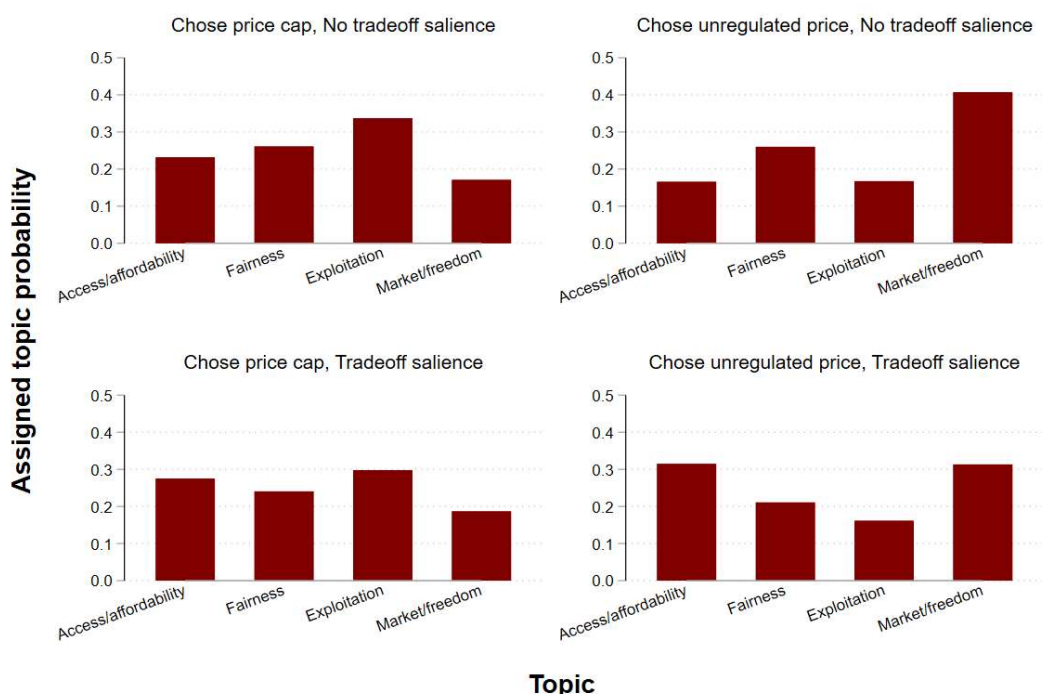 Chose price cap, No tradeoff salience
0.5
0.4
0.3
0.2
0.1
0.0
Access/affordability
Fairness
Exploitation
Market/freedom
Chose unregulated price, No tradeoff salience
0.5
0.4
0.3
0.2
0.1
0.0
Access/affordability
Fairness
Exploitation
Market/freedom
Assigned topic probability
Chose price cap, Tradeoff salience
0.5
0.4
0.3
0.2
0.1
0.0
Access/affordability
Fairness
Exploitation
Market/freedom
Chose unregulated price, Tradeoff salience
0.5
0.4
0.3
0.2
0.1
0.0
Access/affordability
Fairness
Exploitation
Market/freedom
Topic